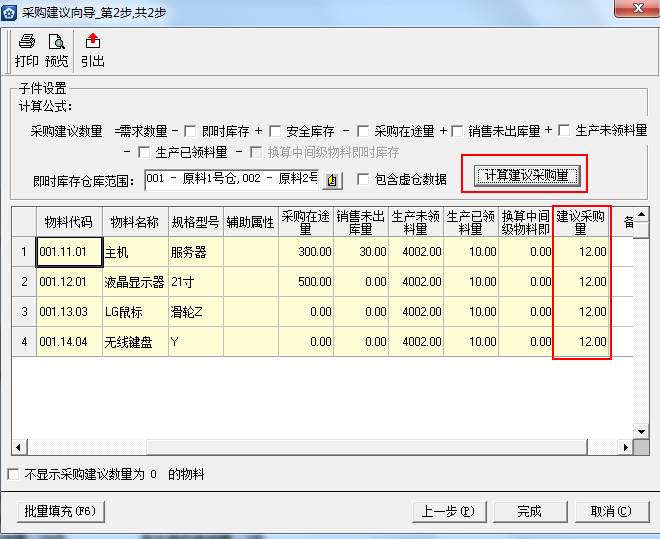 采购建议向导_第2步,共2步
打印 预览 引出
子件设置
计算公式:
采购建议数量 =需求数量 - 即时库存 + 安全库存 - 采购在途量 + 销售未出库量 + 生产未领料量
- 生产已领料量 - 换算中间级物料即时库存
即时库存仓库范围: 001 - 原料1号仓,002 - 原料2号 包含虚仓数据 计算建议采购量
物料代码 物料名称 规格型号 辅助属性 采购在途量 销售未出库量 生产未领料量 生产已领料量 换算中间级物料即 建议采购量 备
1 001.11.01 主机 服务器 300.00 30.00 4002.00 10.00 0.00 12.00
2 001.12.01 液晶显示器 21寸 500.00 0.00 4002.00 10.00 0.00 12.00
3 001.13.03 LG鼠标 滑轮Z 0.00 0.00 4002.00 10.00 0.00 12.00
4 001.14.04 无线键盘 Y 0.00 0.00 4002.00 10.00 0.00 12.00
不显示采购建议数量为 0 的物料
批量填充(F6) 上一步(P) 完成 取消(C)